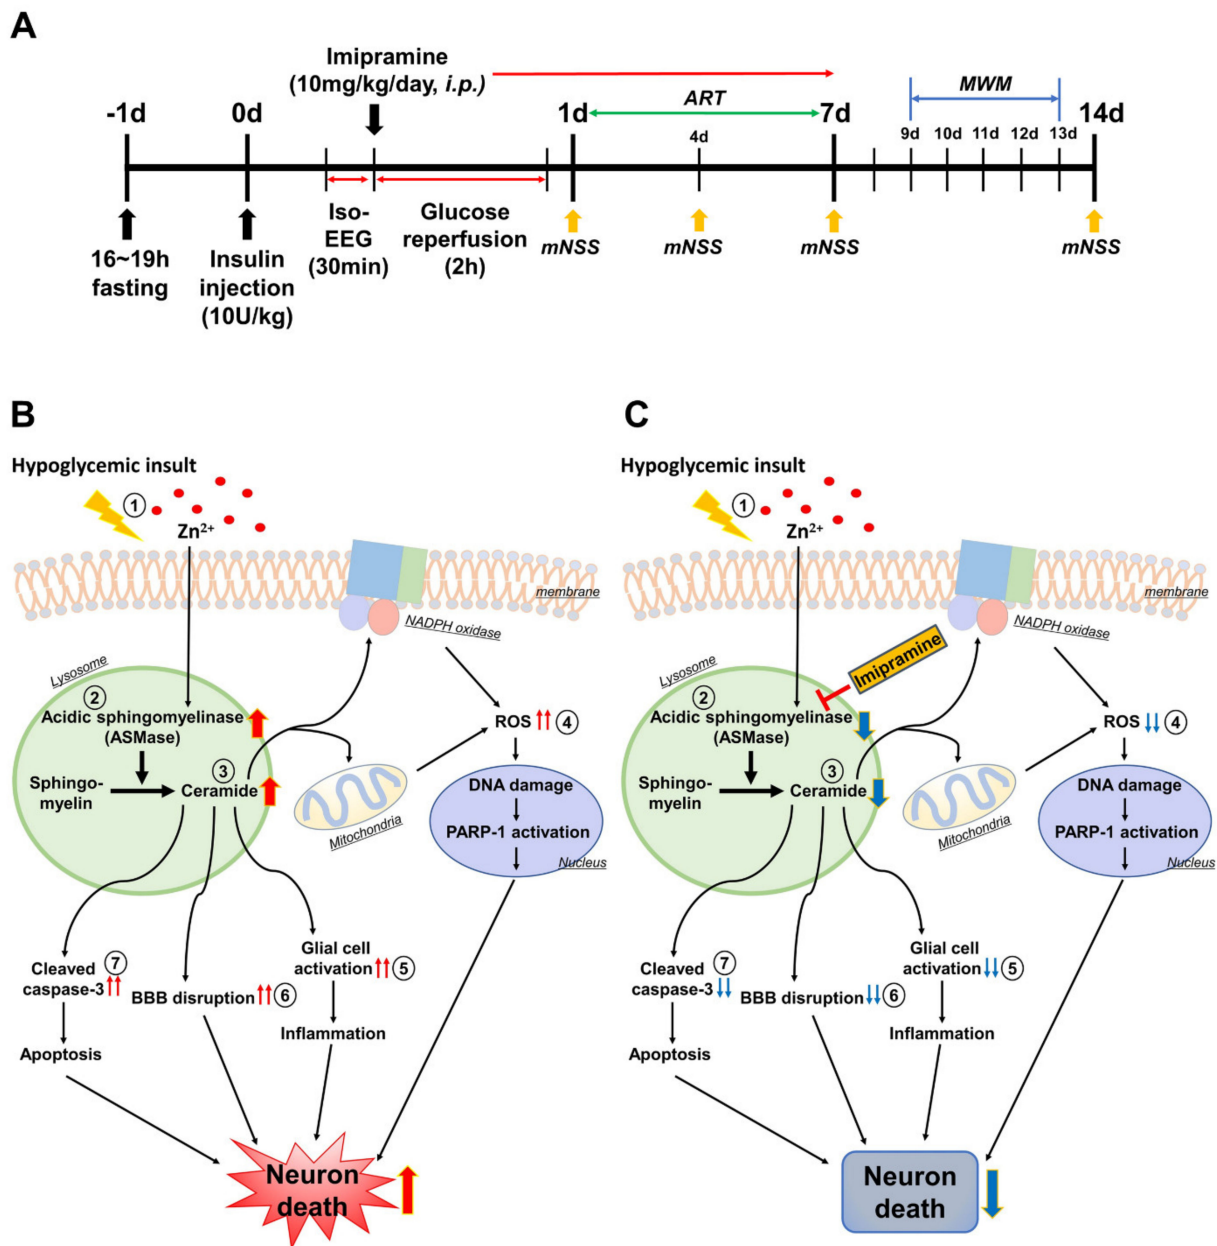 A
Imipramine
(10mg/kg/day, i.p.)
-1d
0d
1d
ART
7d
MWM
14d
4d
9d
10d
11d
12d
13d
16~19h
fasting
Insulin
injection
(10U/kg)
Iso-
EEG
(30min)
Glucose
reperfusion
(2h)
mNSS
mNSS
mNSS
mNSS
B
Hypoglycemic insult
1
Zn2+
membrane
NADPH oxidase
Lysosome
2
Acidic sphingomyelinase
(ASMase)
ROS
4
3
Sphingo-
myelin
Ceramide
Mitochondria
DNA damage
PARP-1 activation
Nucleus
7
Cleaved
caspase-3
BBB disruption
6
Glial cell
activation
5
Inflammation
Apoptosis
Neuron
death
C
Hypoglycemic insult
1
Zn2+
membrane
NADPH oxidase
Imipramine
Lysosome
2
Acidic sphingomyelinase
(ASMase)
ROS
4
3
Sphingo-
myelin
Ceramide
Mitochondria
DNA damage
PARP-1 activation
Nucleus
7
Cleaved
caspase-3
BBB disruption
6
Glial cell
activation
5
Inflammation
Apoptosis
Neuron
death